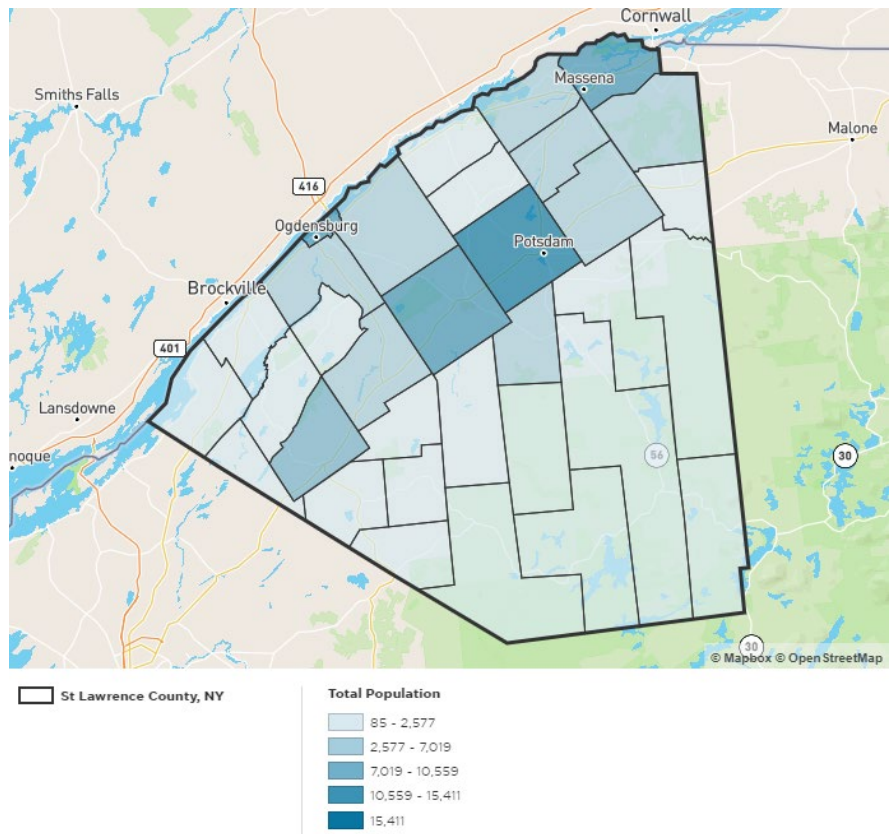 Cornwall
Smiths Falls
Massena
Malone
416
Ogdensburg
Potsdam
Brockville
401
Lansdowne
noque
56
30
30
© Mapbox © OpenStreetMap
St Lawrence County, NY
Total Population
85 - 2,577
2,577 - 7,019
7,019 - 10,559
10,559 - 15,411
15,411